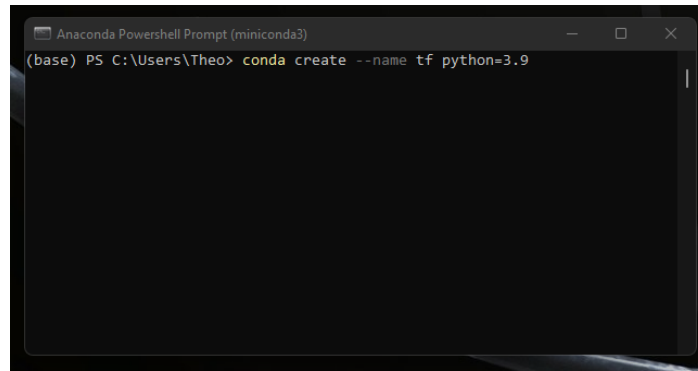 Anaconda Powershell Prompt (miniconda3)
(base) PS C:\Users\Theo> conda create --name tf python=3.9